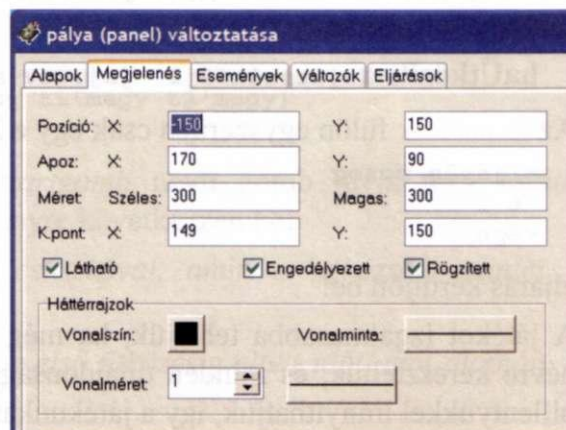 pálya (panel) változtatása
Alapok Megjelenés Események Változók Eljárások
Pozíció: X: -150 Y: 150
Apoz: X: 170 Y: 90
Méret: Széles: 300 Magas: 300
K.pont: X: 149 Y: 150
Látható Engedélyezett Rögzített
Háttérrajzok
Vonalszín: Vonalminta:
Vonalméret: 1